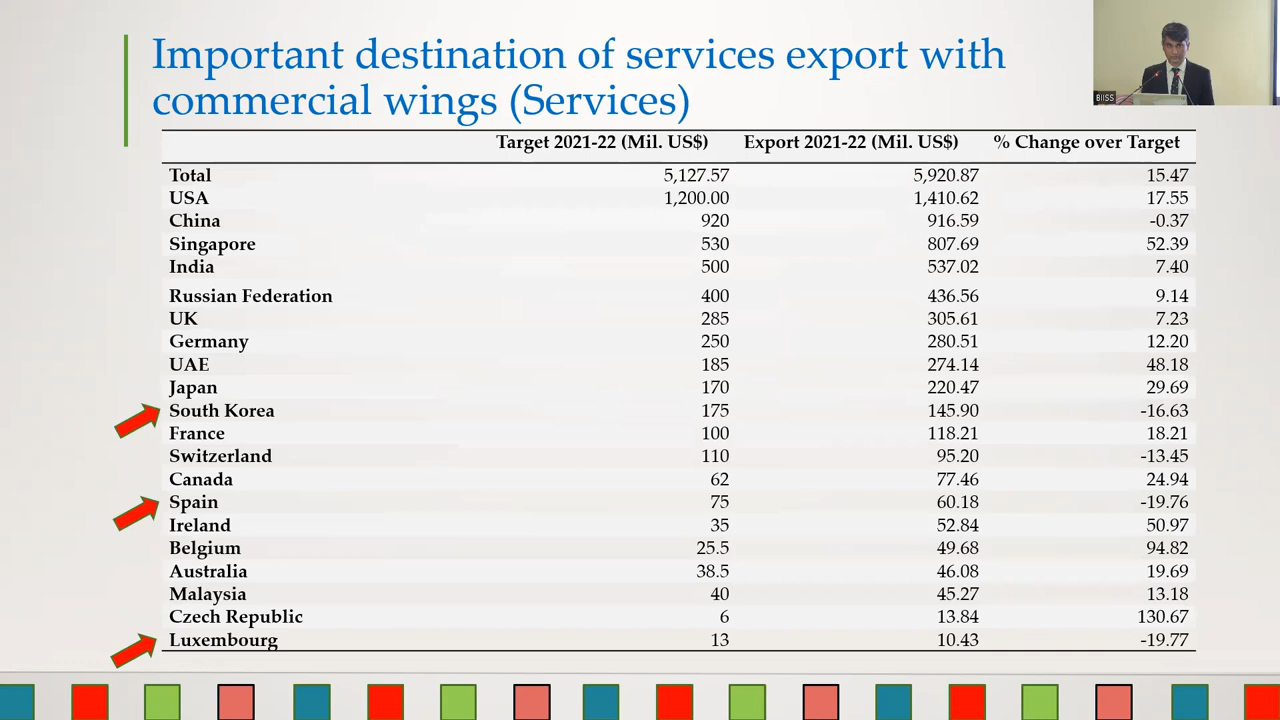 Important destination of services export with
commercial wings (Services)
BIISS
Target 2021-22 (Mil. US$) Export 2021-22 (Mil. US$) % Change over Target
Total 5,127.57 5,920.87 15.47
USA 1,200.00 1,410.62 17.55
China 920 916.59 -0.37
Singapore 530 807.69 52.39
India 500 537.02 7.40
Russian Federation 400 436.56 9.14
UK 285 305.61 7.23
Germany 250 280.51 12.20
UAE 185 274.14 48.18
Japan 170 220.47 29.69
South Korea 175 145.90 -16.63
France 100 118.21 18.21
Switzerland 110 95.20 -13.45
Canada 62 77.46 24.94
Spain 75 60.18 -19.76
Ireland 35 52.84 50.97
Belgium 25.5 49.68 94.82
Australia 38.5 46.08 19.69
Malaysia 40 45.27 13.18
Czech Republic 6 13.84 130.67
Luxembourg 13 10.43 -19.77